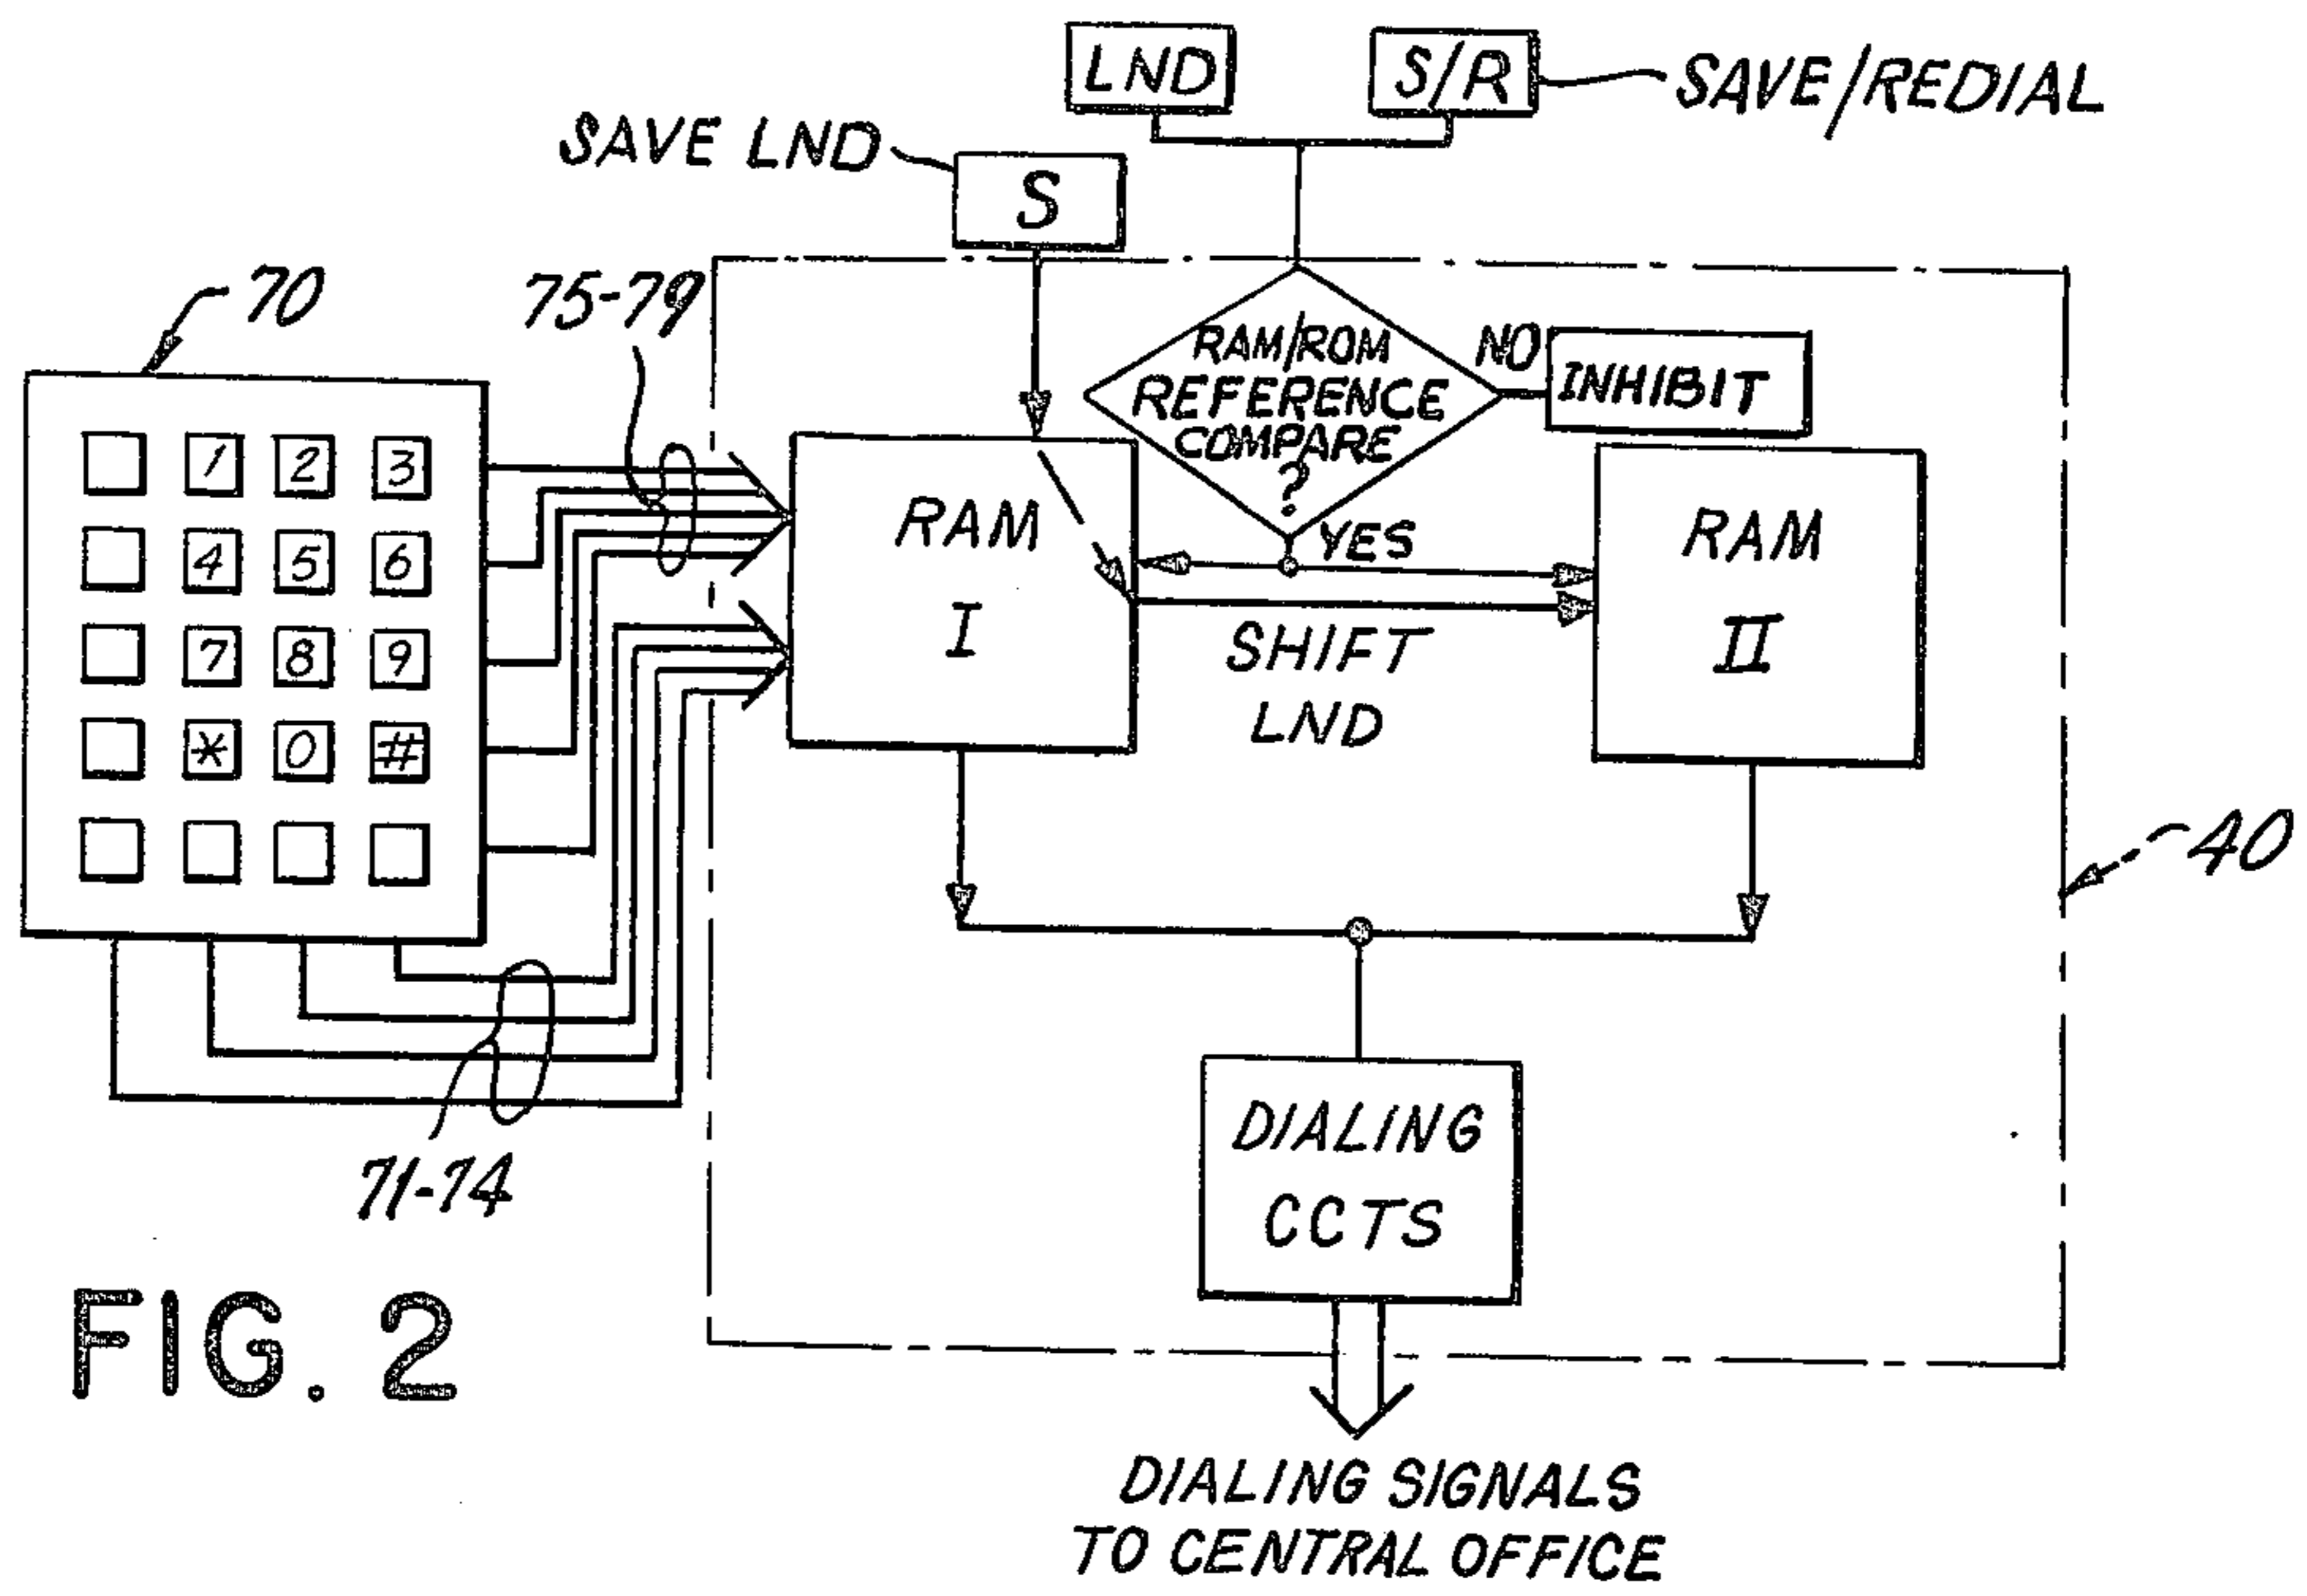 LND
S/R
SAVE/REDIAL
SAVE LND
S
70
75-79
RAM/ROM
REFERENCE
COMPARE
?
NO
INHIBIT
1 2 3
4 5 6
7 8 9
* 0 #
RAM
I
YES
RAM
II
SHIFT
LND
40
DIALING
CCTS
71-74
FIG. 2
DIALING SIGNALS
TO CENTRAL OFFICE